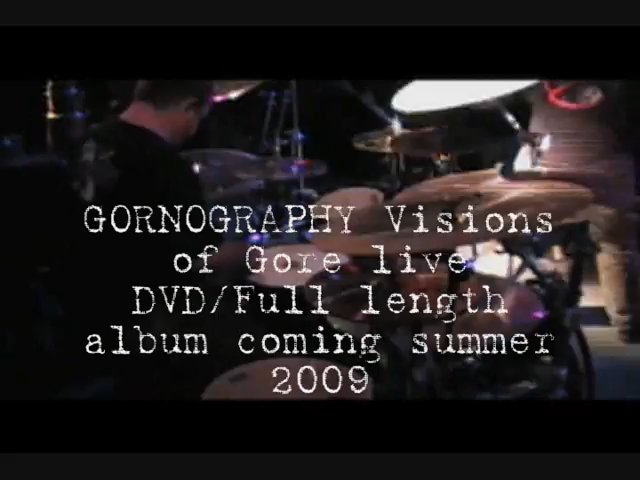 GORNOGRAPHY Visions
of Gore live
DVD/Full length
album coming summer
2009